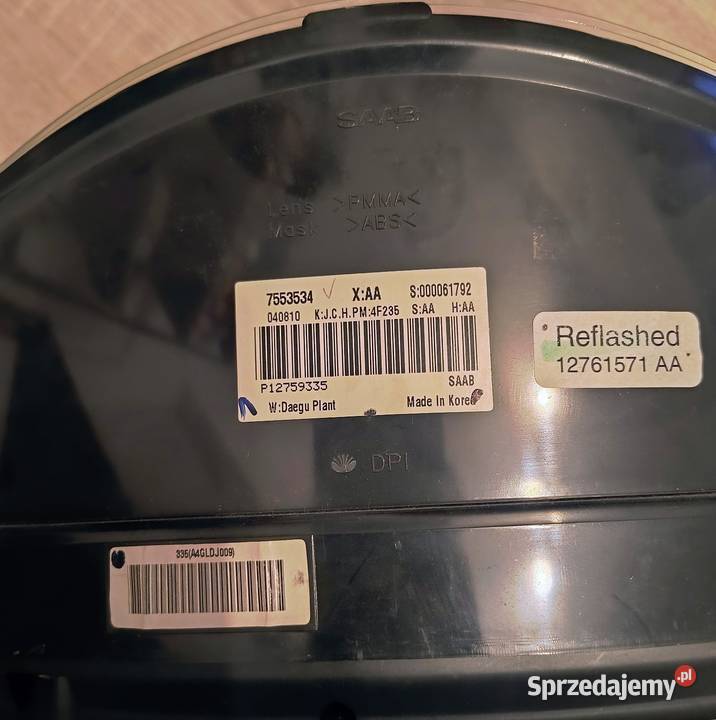 SAAB
Lens >PMMA<
Mask >ABS<
7553534 X:AA S:000061792
040810 K:J.C.H.PM:4F235 S:AA H:AA
P12759335 SAAB
W:Daegu Plant Made In Korea
Reflashed
12761571 AA
DPI
335(A4GLDJ009)
Sprzedajemy.pl